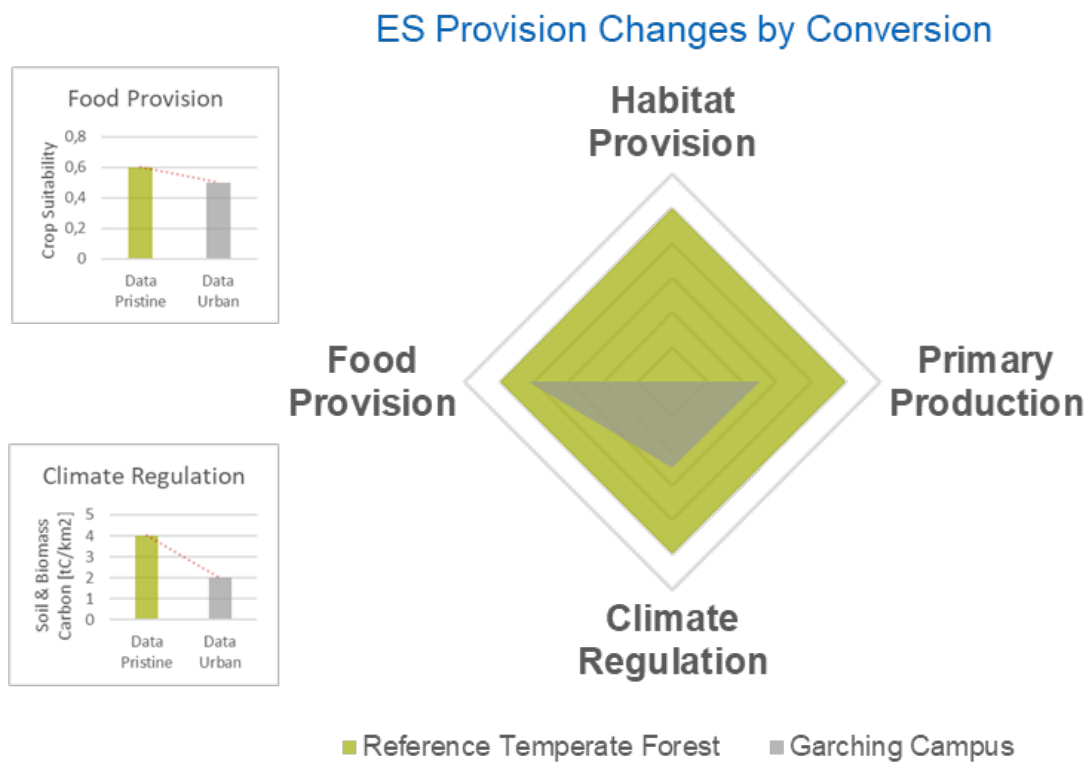 ES Provision Changes by Conversion
Food Provision
Crop Suitability
0,8
0,6
0,4
0,2
0
Data
Pristine
Data
Urban
Habitat
Provision
Food
Provision
Primary
Production
Climate Regulation
Soil & Biomass
Carbon [tC/km2]
5
4
3
2
1
0
Data
Pristine
Data
Urban
Climate
Regulation
Reference Temperate Forest
Garching Campus